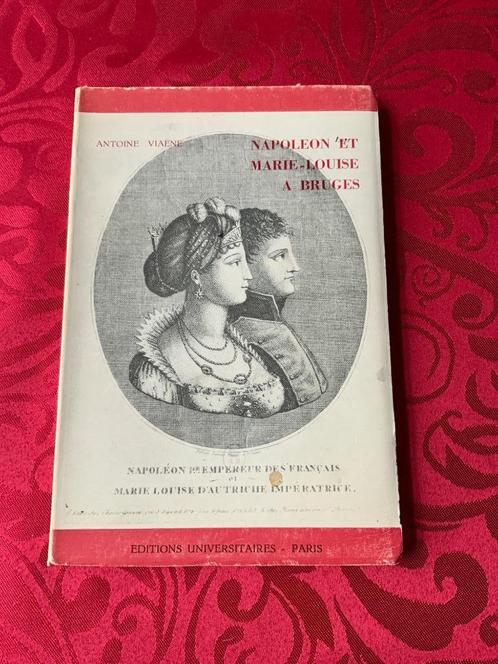 ANTOINE VIAENE
NAPOLEON ET
MARIE-LOUISE
A BRUGES
NAPOLÉON Per EMPEREUR DES FRANÇAIS
et
MARIE LOUISE D'AUTRICHE IMPÉRATRICE.
EDITIONS UNIVERSITAIRES - PARIS